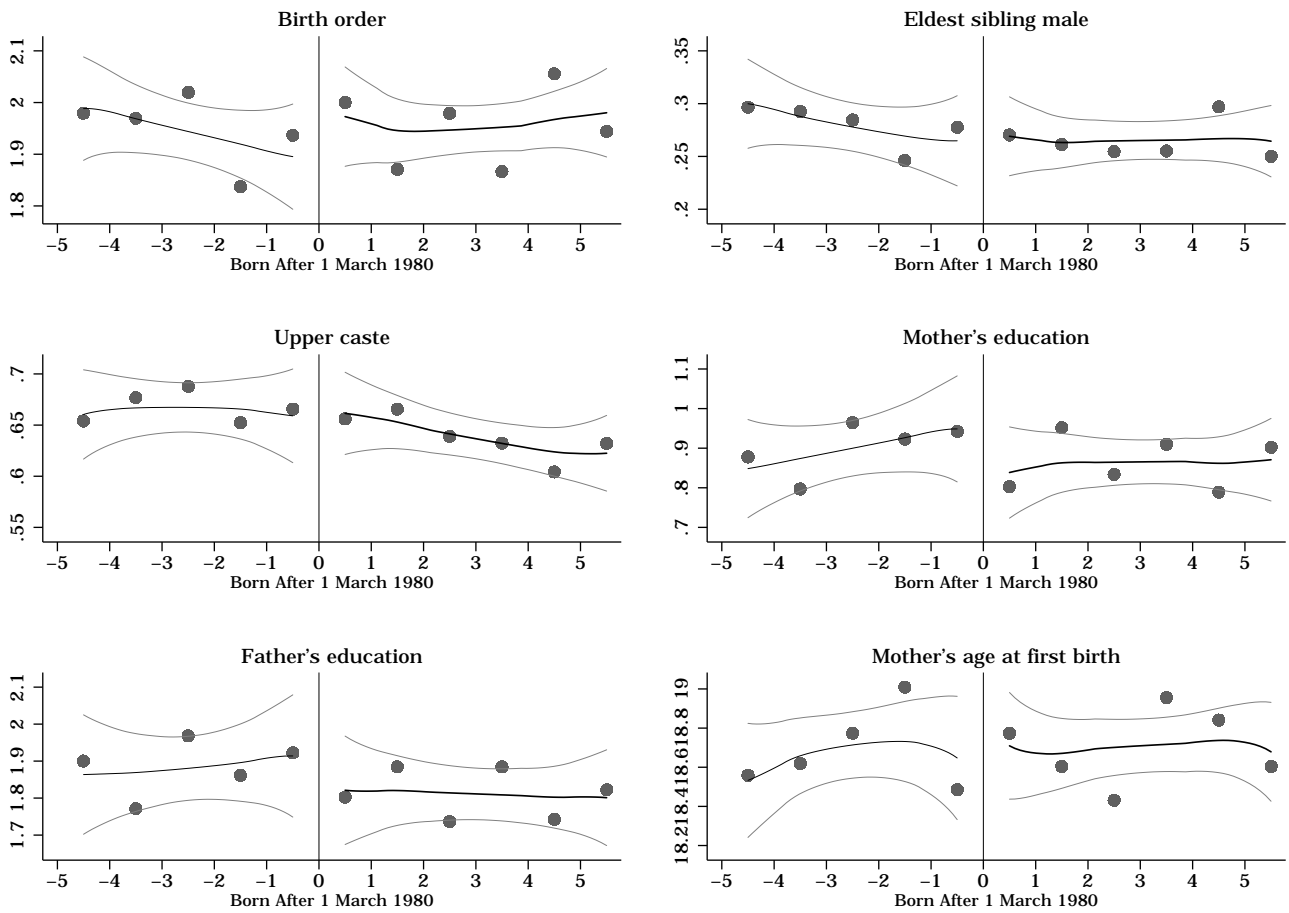 Birth order
2.1
2
1.9
1.8
−5 −4 −3 −2 −1 0 1 2 3 4 5
Born After 1 March 1980
Eldest sibling male
.35
.3
.25
.2
−5 −4 −3 −2 −1 0 1 2 3 4 5
Born After 1 March 1980
Upper caste
.7
.65
.6
.55
−5 −4 −3 −2 −1 0 1 2 3 4 5
Born After 1 March 1980
Mother's education
1.1
1
.9
.8
.7
−5 −4 −3 −2 −1 0 1 2 3 4 5
Born After 1 March 1980
Father's education
2.1
2
1.9
1.8
1.7
−5 −4 −3 −2 −1 0 1 2 3 4 5
Born After 1 March 1980
Mother's age at first birth
19
18.8
18.6
18.4
18.2
−5 −4 −3 −2 −1 0 1 2 3 4 5
Born After 1 March 1980